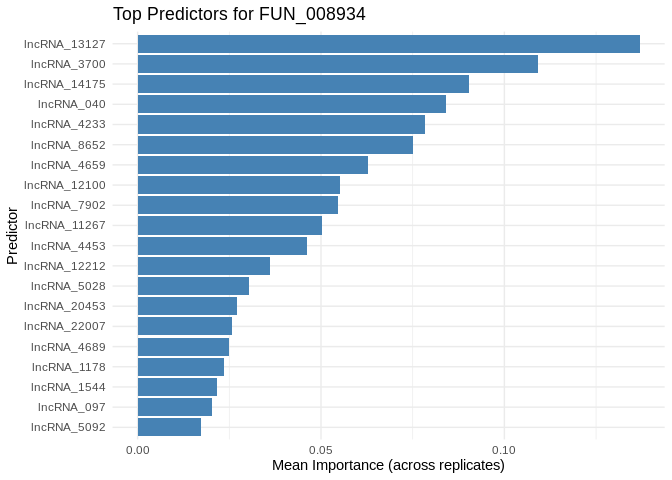 Top Predictors for FUN_008934
Predictor
lncRNA_13127
lncRNA_3700
lncRNA_14175
lncRNA_040
lncRNA_4233
lncRNA_8652
lncRNA_4659
lncRNA_12100
lncRNA_7902
lncRNA_11267
lncRNA_4453
lncRNA_12212
lncRNA_5028
lncRNA_20453
lncRNA_22007
lncRNA_4689
lncRNA_1178
lncRNA_1544
lncRNA_097
lncRNA_5092
0.00 0.05 0.10
Mean Importance (across replicates)